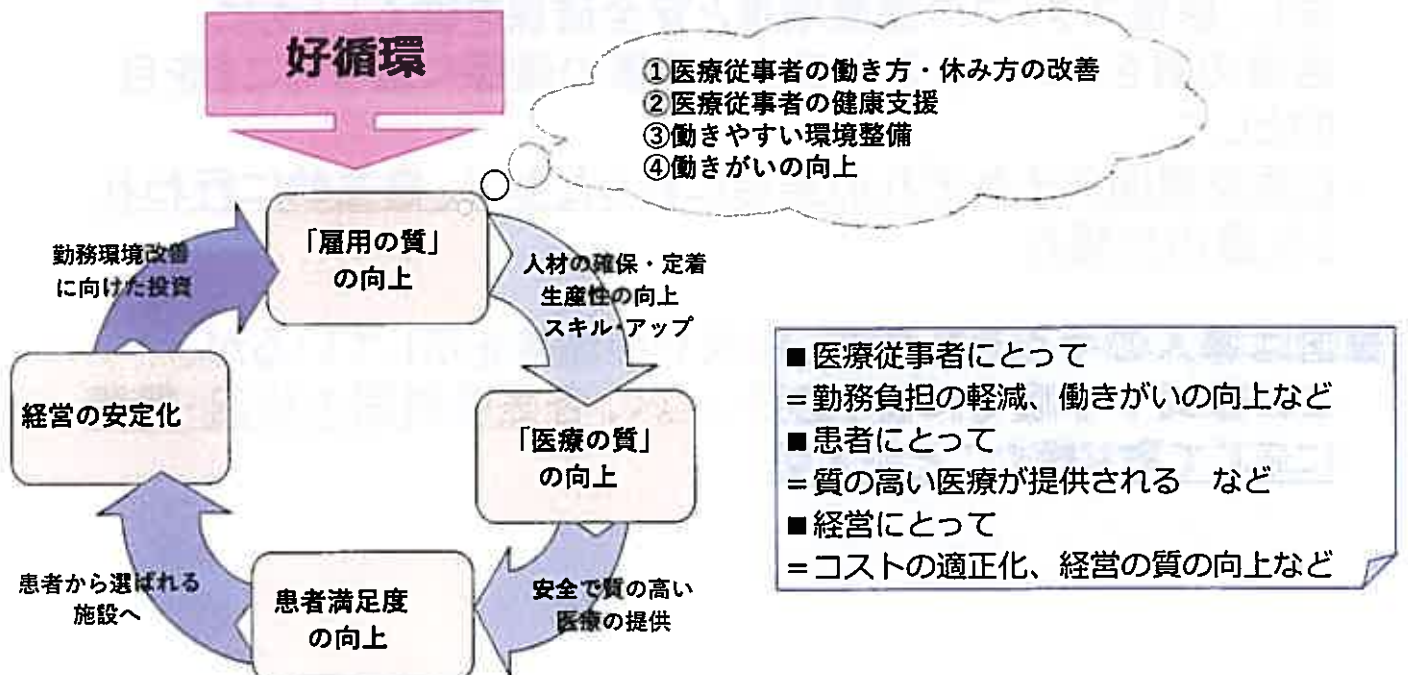 好循環
①医療従事者の働き方・休み方の改善
②医療従事者の健康支援
③働きやすい環境整備
④働きがいの向上
「雇用の質」
の向上
勤務環境改善
に向けた投資
人材の確保・定着
生産性の向上
スキル・アップ
経営の安定化
「医療の質」
の向上
患者から選ばれる
施設へ
患者満足度
の向上
安全で質の高い
医療の提供
■医療従事者にとって
=勤務負担の軽減、働きがいの向上など
■患者にとって
=質の高い医療が提供される　など
■経営にとって
=コストの適正化、経営の質の向上など